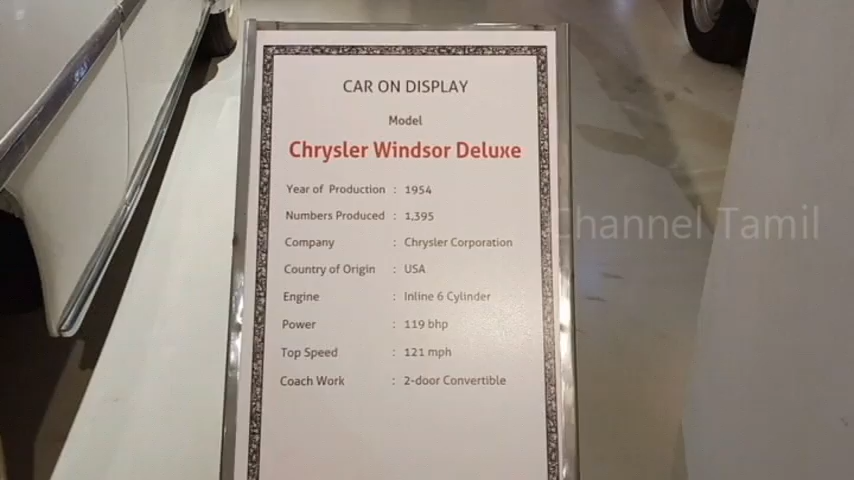 CAR ON DISPLAY
Model
Chrysler Windsor Deluxe
Year of Production : 1954
Numbers Produced : 1,395
Company : Chrysler Corporation
Country of Origin : USA
Engine : Inline 6 Cylinder
Power : 119 bhp
Top Speed : 121 mph
Coach Work : 2-door Convertible
Channel Tamil